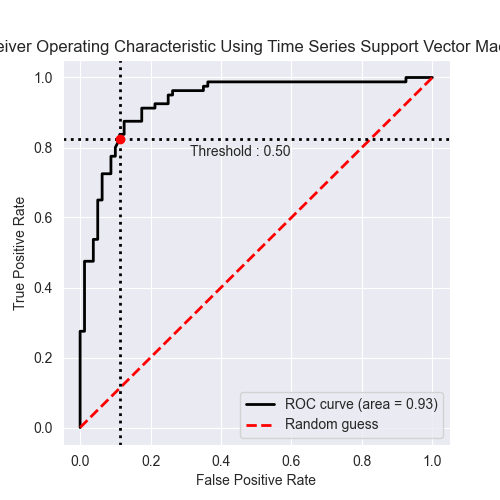 eiver Operating Characteristic Using Time Series Support Vector Mac
1.0
0.8
0.6
0.4
0.2
0.0
True Positive Rate
Threshold : 0.50
ROC curve (area = 0.93)
Random guess
0.0 0.2 0.4 0.6 0.8 1.0
False Positive Rate